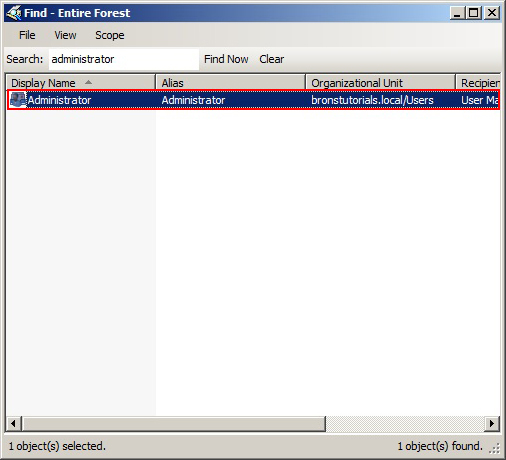 Find - Entire Forest
File View Scope
Search: administrator Find Now Clear
Display Name Alias Organizational Unit Recipien
Administrator Administrator bronstutorials.local/Users User Ma
1 object(s) selected. 1 object(s) found.